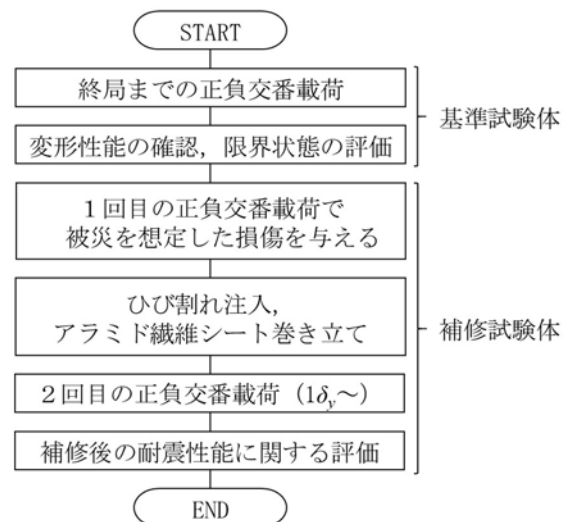 START
終局までの正負交番載荷
変形性能の確認，限界状態の評価
基準試験体
1回目の正負交番載荷で
被災を想定した損傷を与える
ひび割れ注入，
アラミド繊維シート巻き立て
2回目の正負交番載荷（1δy～）
補修後の耐震性能に関する評価
補修試験体
END